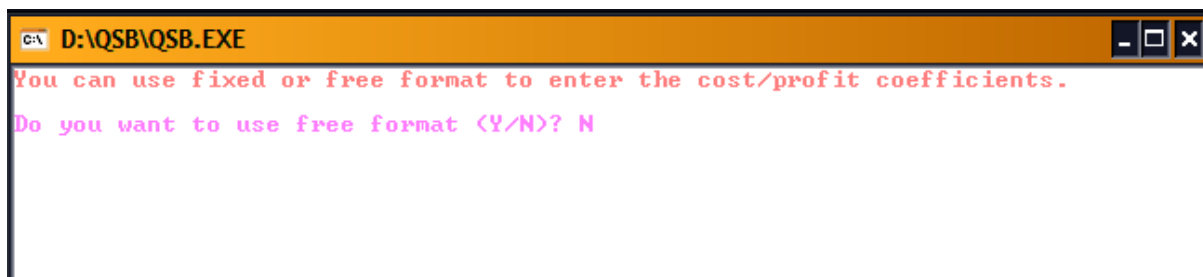 D:\QSB\QSB.EXE
You can use fixed or free format to enter the cost/profit coefficients.
Do you want to use free format (Y/N)? N